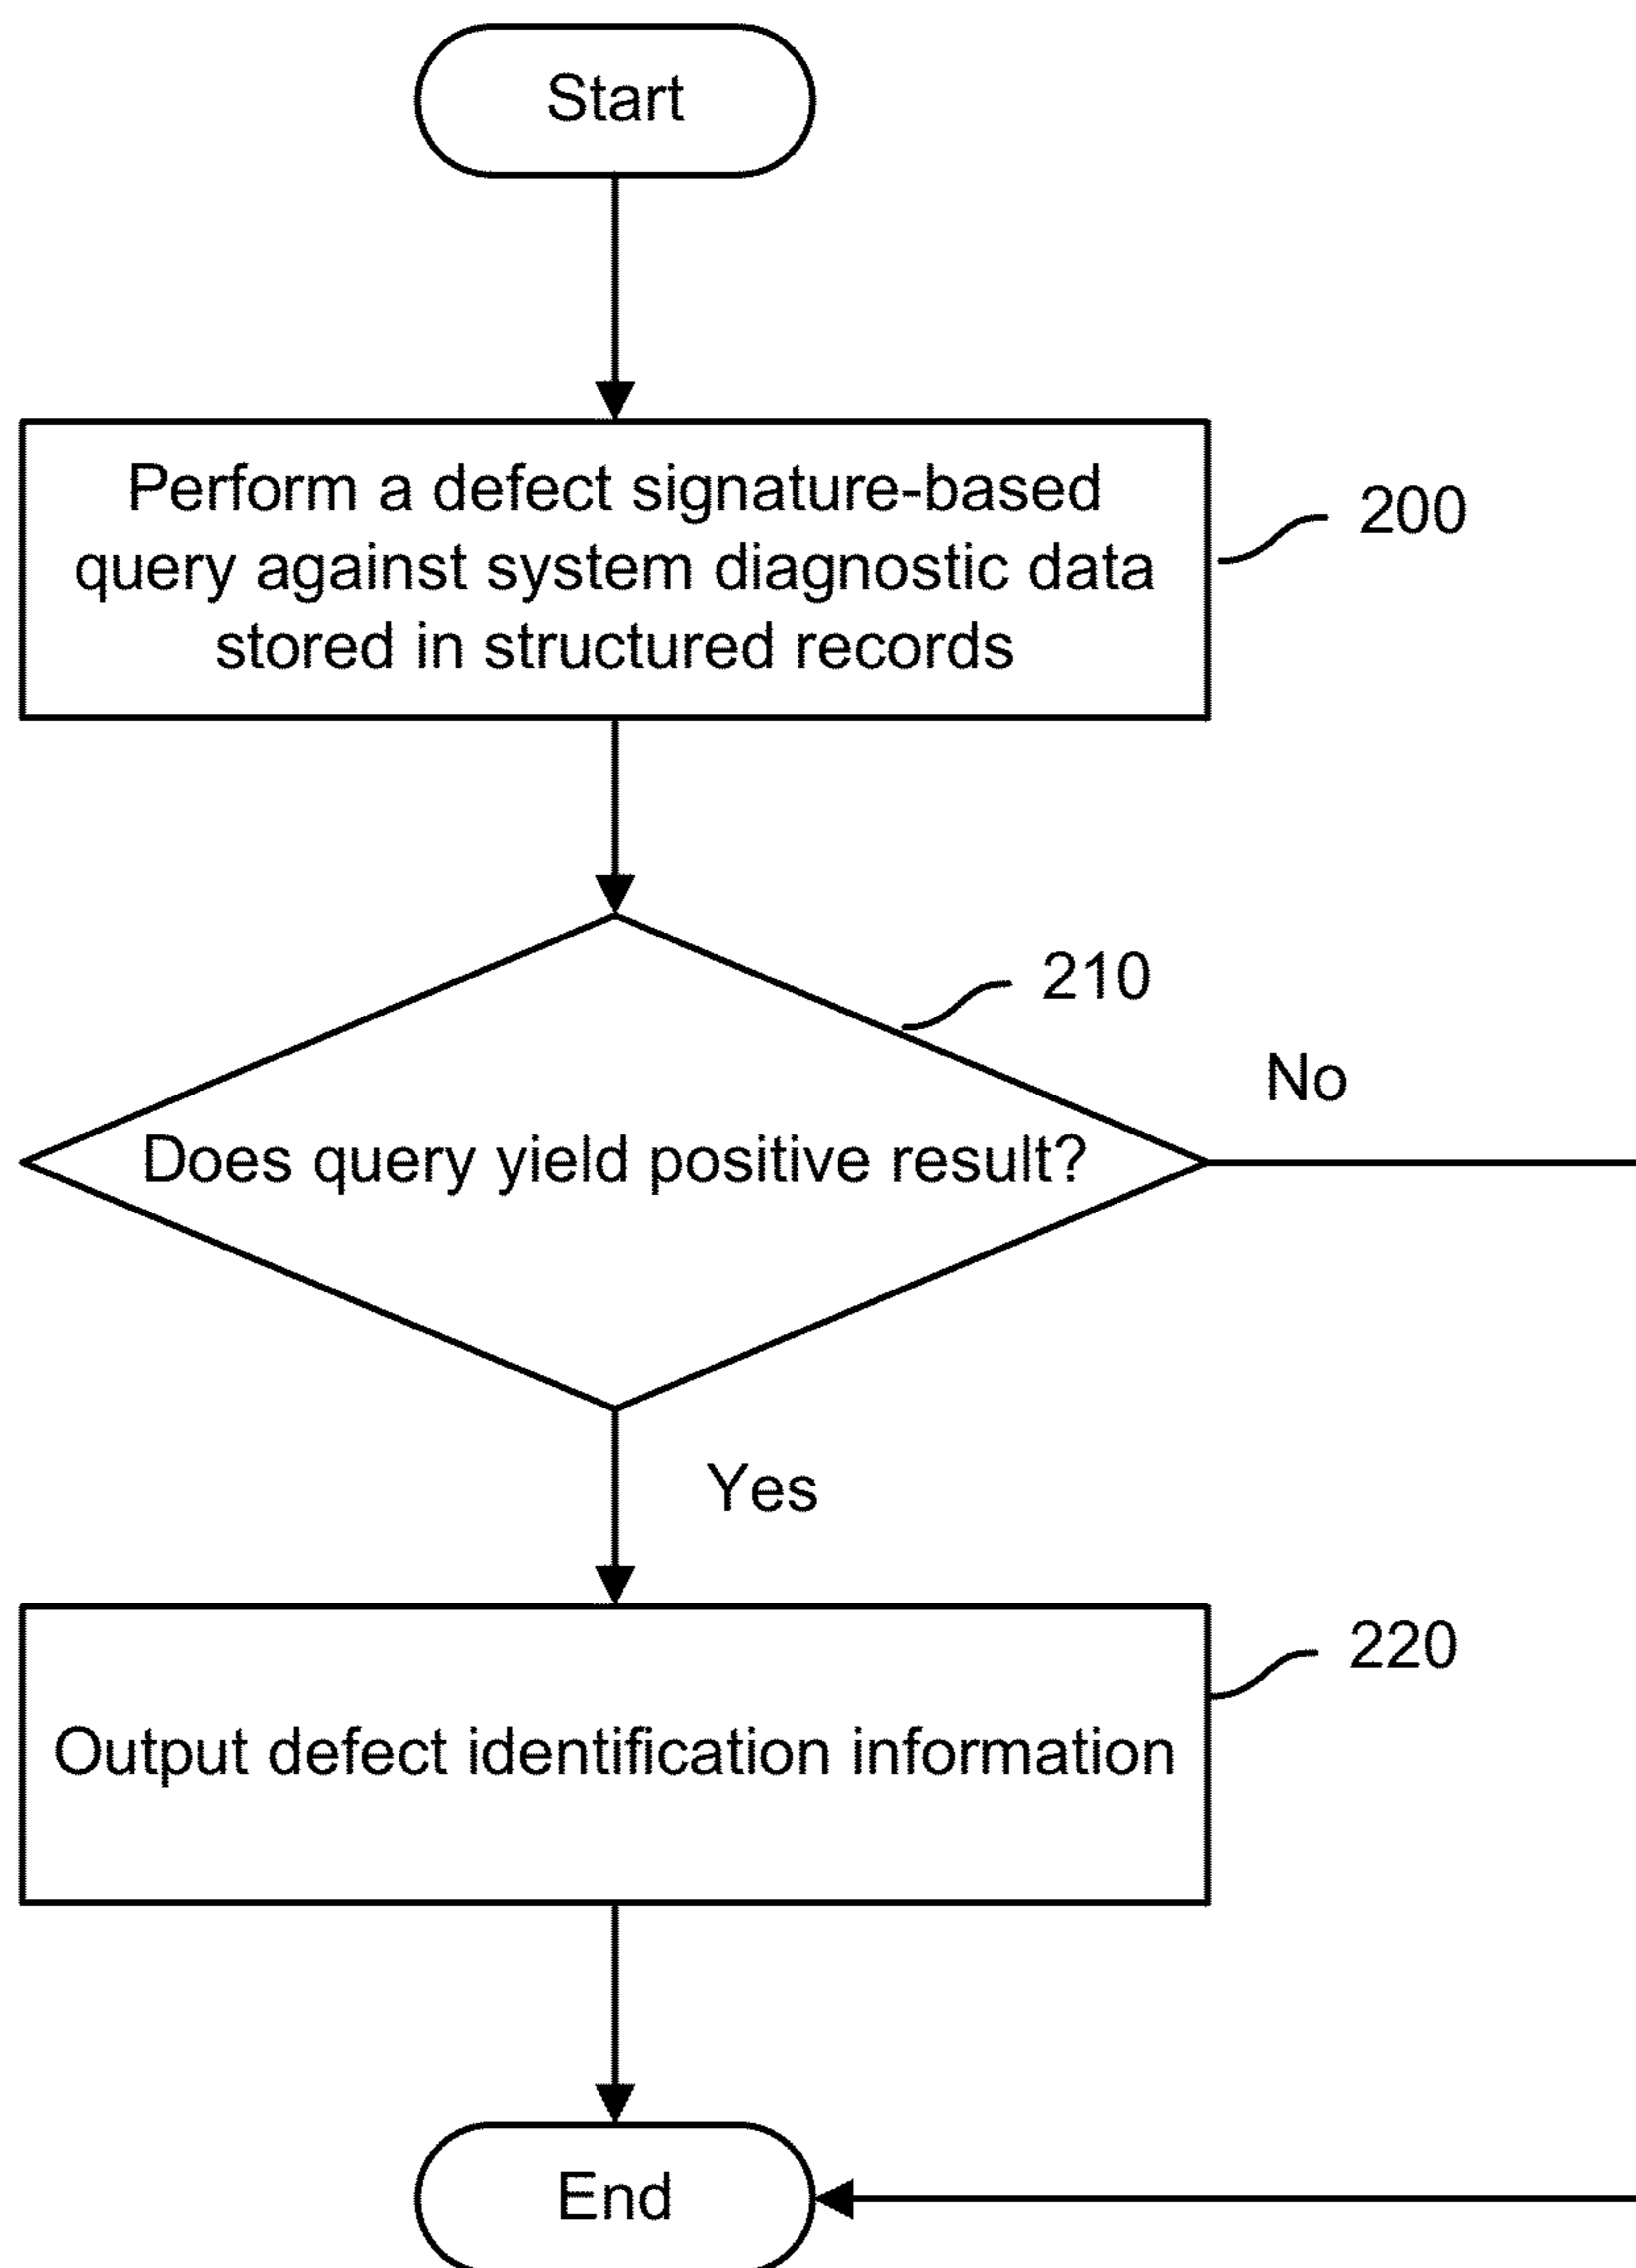 Start
Perform a defect signature-based
query against system diagnostic data
stored in structured records
200
210
No
Does query yield positive result?
Yes
220
Output defect identification information
End